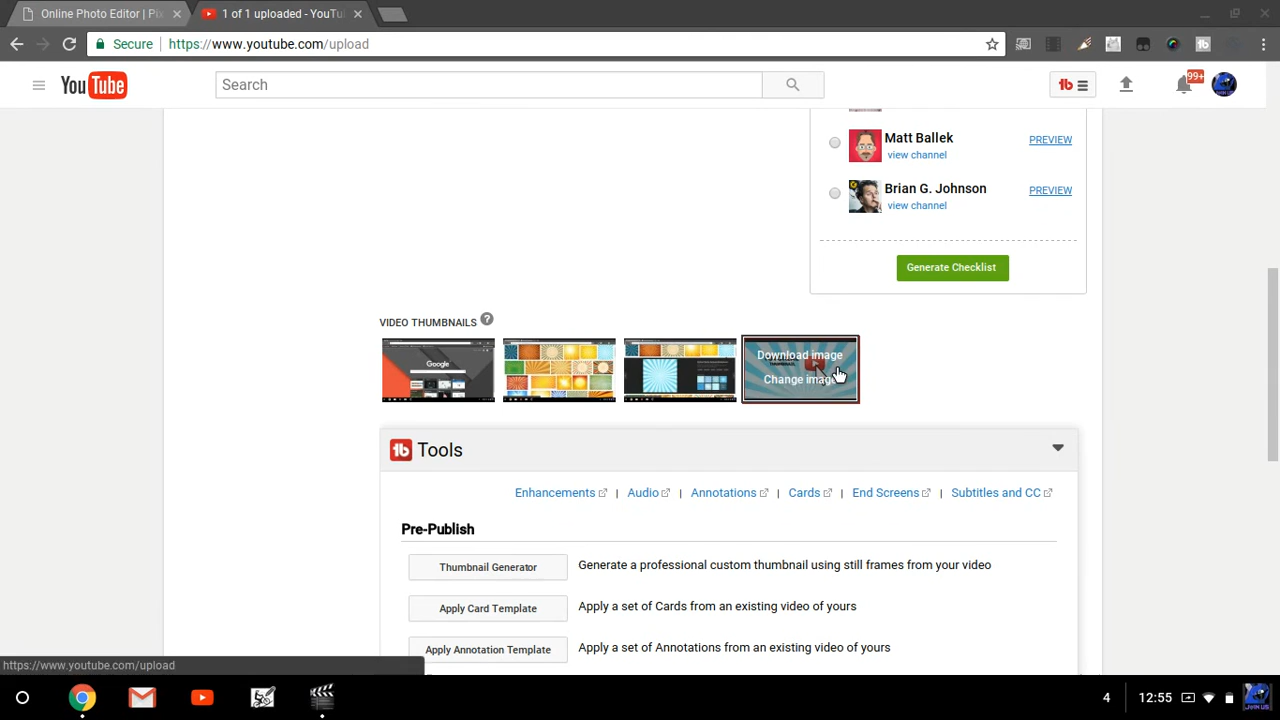 Online Photo Editor | Pix
1 of 1 uploaded - YouTu
Secure
https://www.youtube.com/upload
YouTube
Search
99+
Matt Ballek
view channel
PREVIEW
Brian G. Johnson
view channel
PREVIEW
Generate Checklist
VIDEO THUMBNAILS ?
Google
Download image
Change image
Tools
Enhancements | Audio | Annotations | Cards | End Screens | Subtitles and CC
Pre-Publish
Thumbnail Generator
Generate a professional custom thumbnail using still frames from your video
Apply Card Template
Apply a set of Cards from an existing video of yours
Apply Annotation Template
Apply a set of Annotations from an existing video of yours
https://www.youtube.com/upload
4
12:55
JOIN US